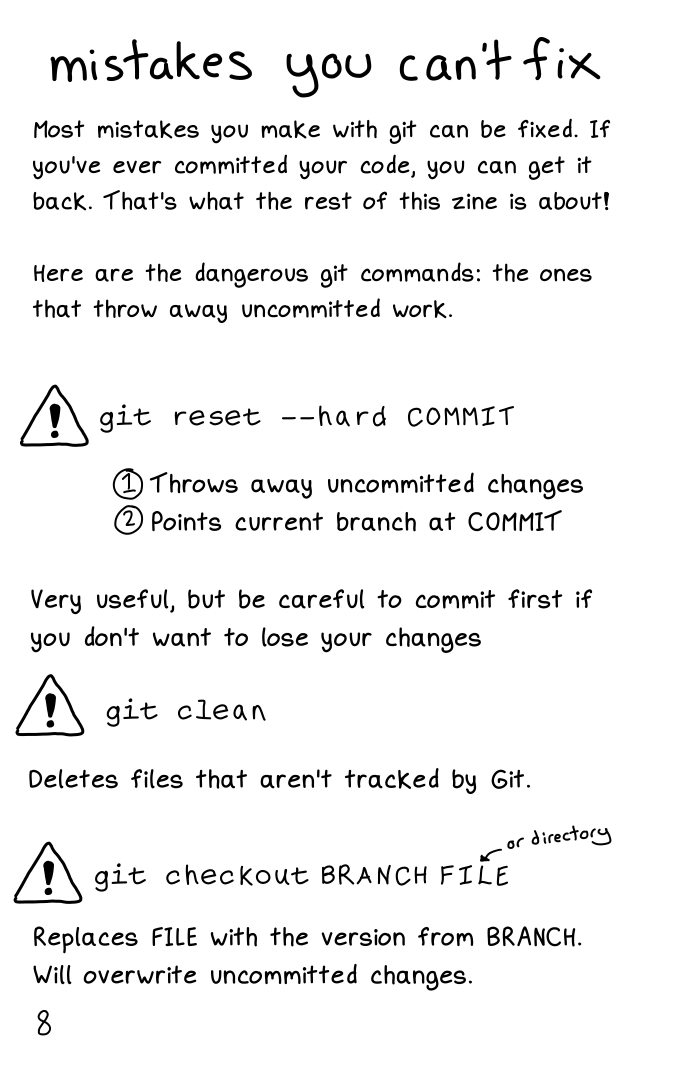 mistakes you can't fix
Most mistakes you make with git can be fixed. If
you've ever committed your code, you can get it
back. That's what the rest of this zine is about!
Here are the dangerous git commands: the ones
that throw away uncommitted work.
git reset --hard COMMIT
① Throws away uncommitted changes
② Points current branch at COMMIT
Very useful, but be careful to commit first if
you don't want to lose your changes
git clean
Deletes files that aren't tracked by Git.
or directory
git checkout BRANCH FILE
Replaces FILE with the version from BRANCH.
Will overwrite uncommitted changes.
8